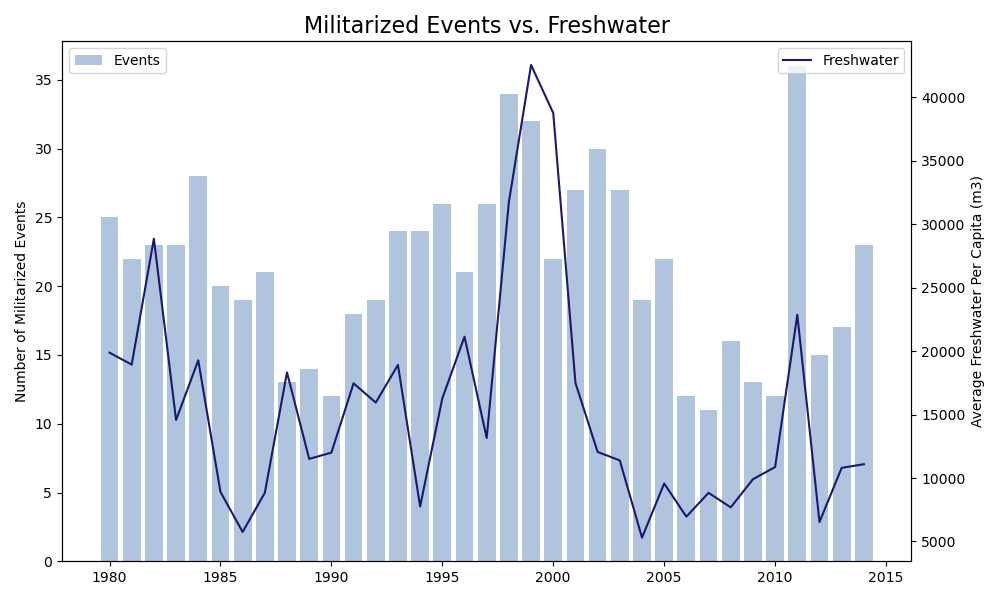 Militarized Events vs. Freshwater
Events
Freshwater
Number of Militarized Events
35
30
25
20
15
10
5
0
Average Freshwater Per Capita (m3)
40000
35000
30000
25000
20000
15000
10000
5000
1980 1985 1990 1995 2000 2005 2010 2015